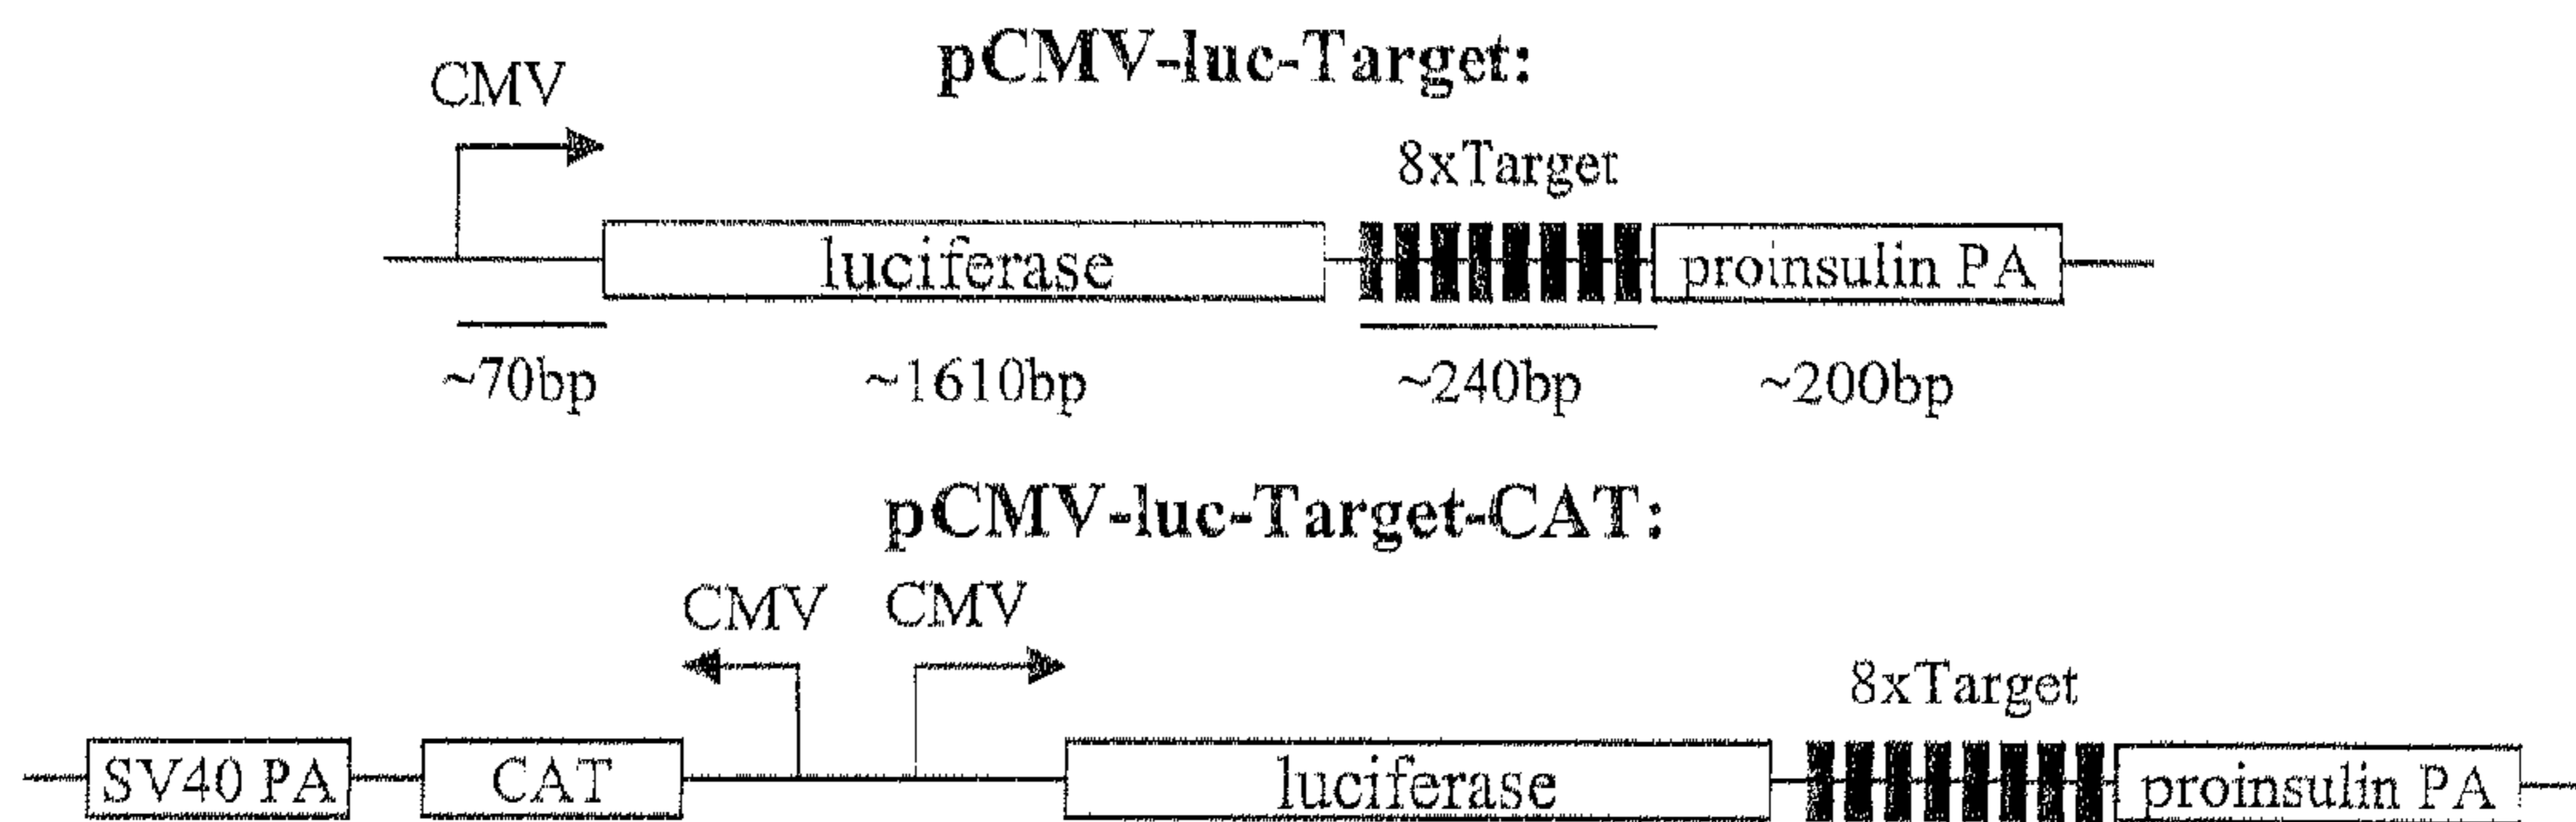 pCMV-luc-Target:
CMV
8xTarget
luciferase
proinsulin PA
~70bp
~1610bp
~240bp
~200bp
pCMV-luc-Target-CAT:
CMV
CMV
8xTarget
SV40 PA
CAT
luciferase
proinsulin PA